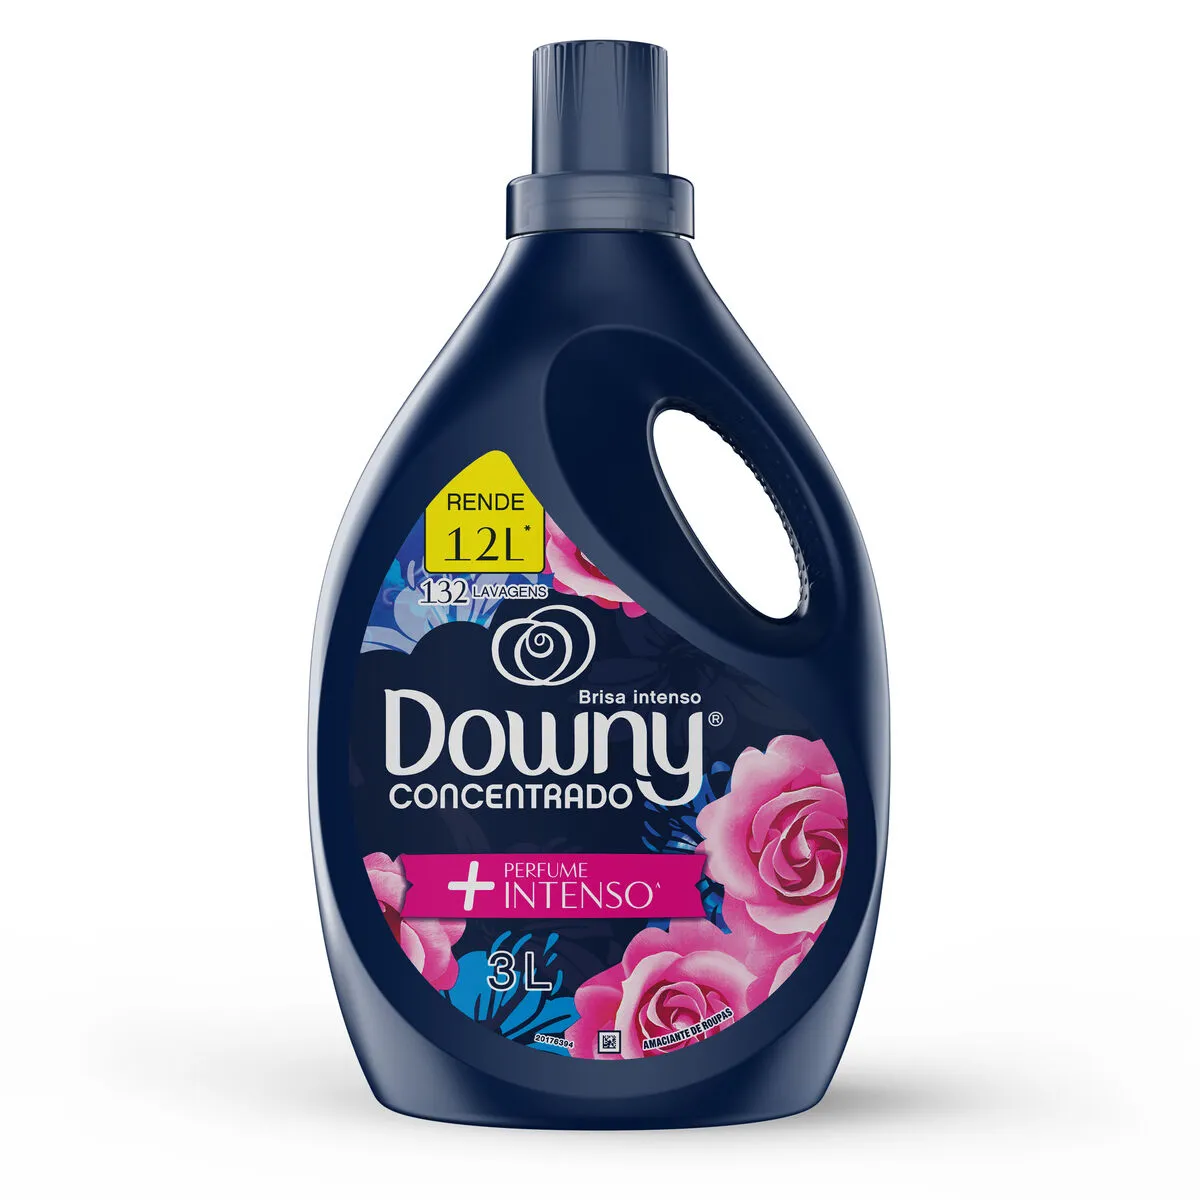 RENDE
12L*
132 LAVAGENS
Brisa intenso
Downy®
CONCENTRADO
+ PERFUME
INTENSO^
3L
20176394
AMACIANTE DE ROUPAS